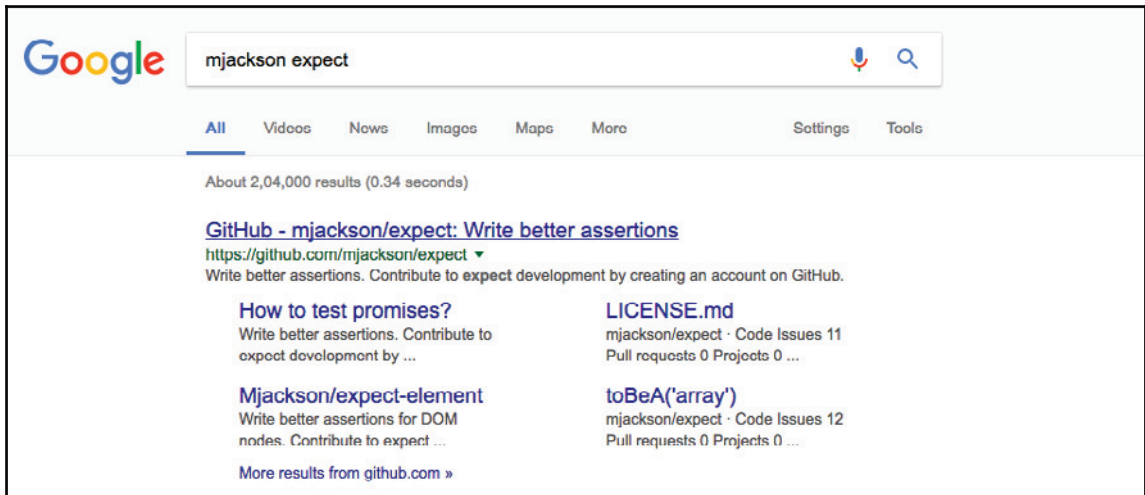 Google
mjackson expect
All Videos News Images Maps More Settings Tools
About 2,04,000 results (0.34 seconds)
GitHub - mjackson/expect: Write better assertions
https://github.com/mjackson/expect ▼
Write better assertions. Contribute to expect development by creating an account on GitHub.
How to test promises?
Write better assertions. Contribute to
expect development by ...
LICENSE.md
mjackson/expect · Code Issues 11
Pull requests 0 Projects 0 ...
Mjackson/expect-element
Write better assertions for DOM
nodes. Contribute to expect ...
toBeA('array')
mjackson/expect · Code Issues 12
Pull requests 0 Projects 0 ...
More results from github.com »